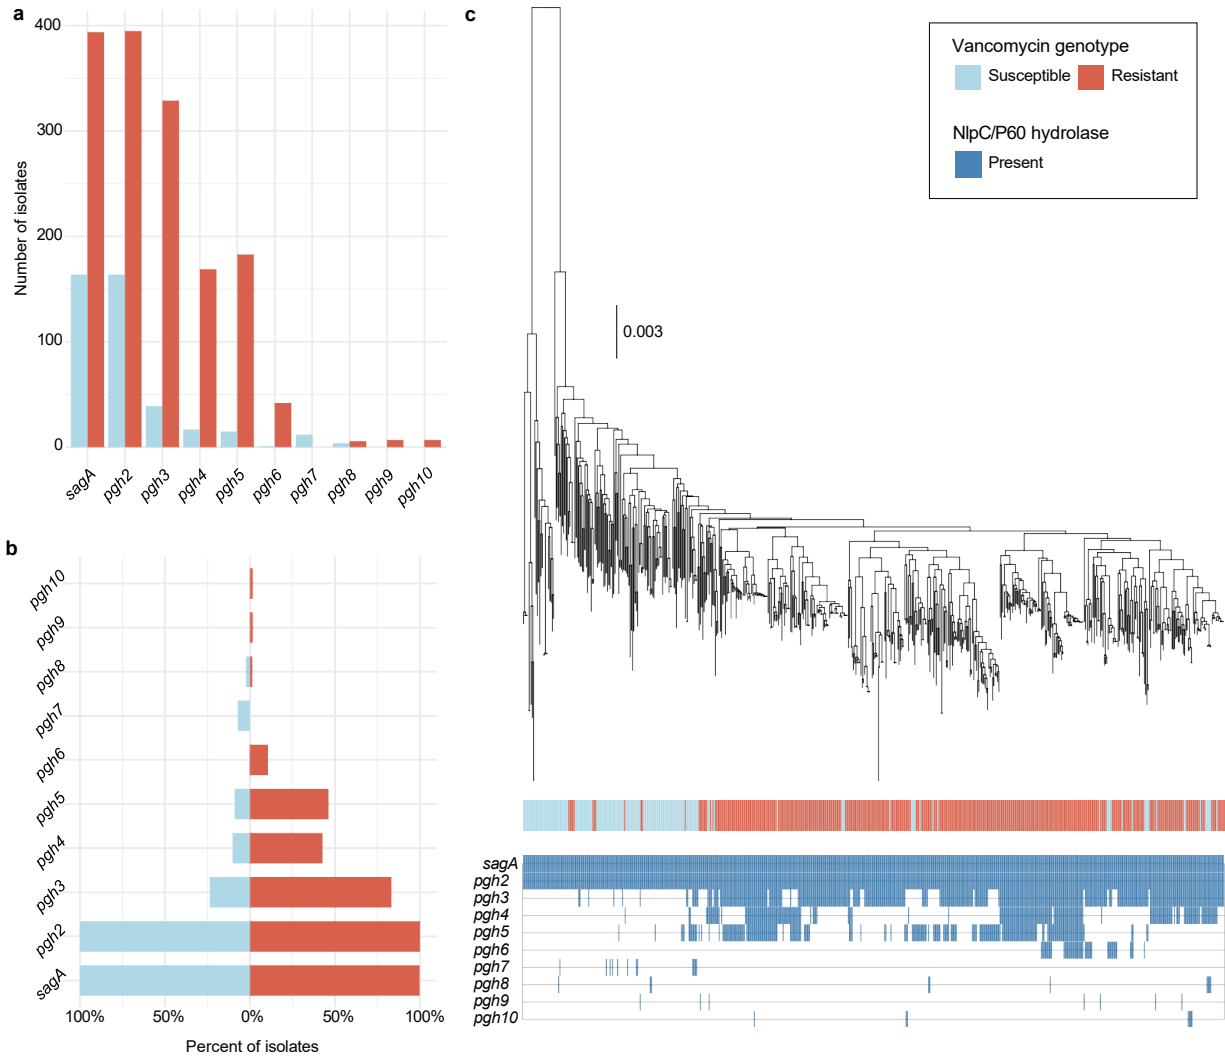 a
400
300
200
100
0
Number of isolates
sagA
pgh2
pgh3
pgh4
pgh5
pgh6
pgh7
pgh8
pgh9
pgh10
b
pgh10
pgh9
pgh8
pgh7
pgh6
pgh5
pgh4
pgh3
pgh2
sagA
100%
50%
0%
50%
100%
Percent of isolates
c
Vancomycin genotype
Susceptible
Resistant
NlpC/P60 hydrolase
Present
0.003
sagA
pgh2
pgh3
pgh4
pgh5
pgh6
pgh7
pgh8
pgh9
pgh10